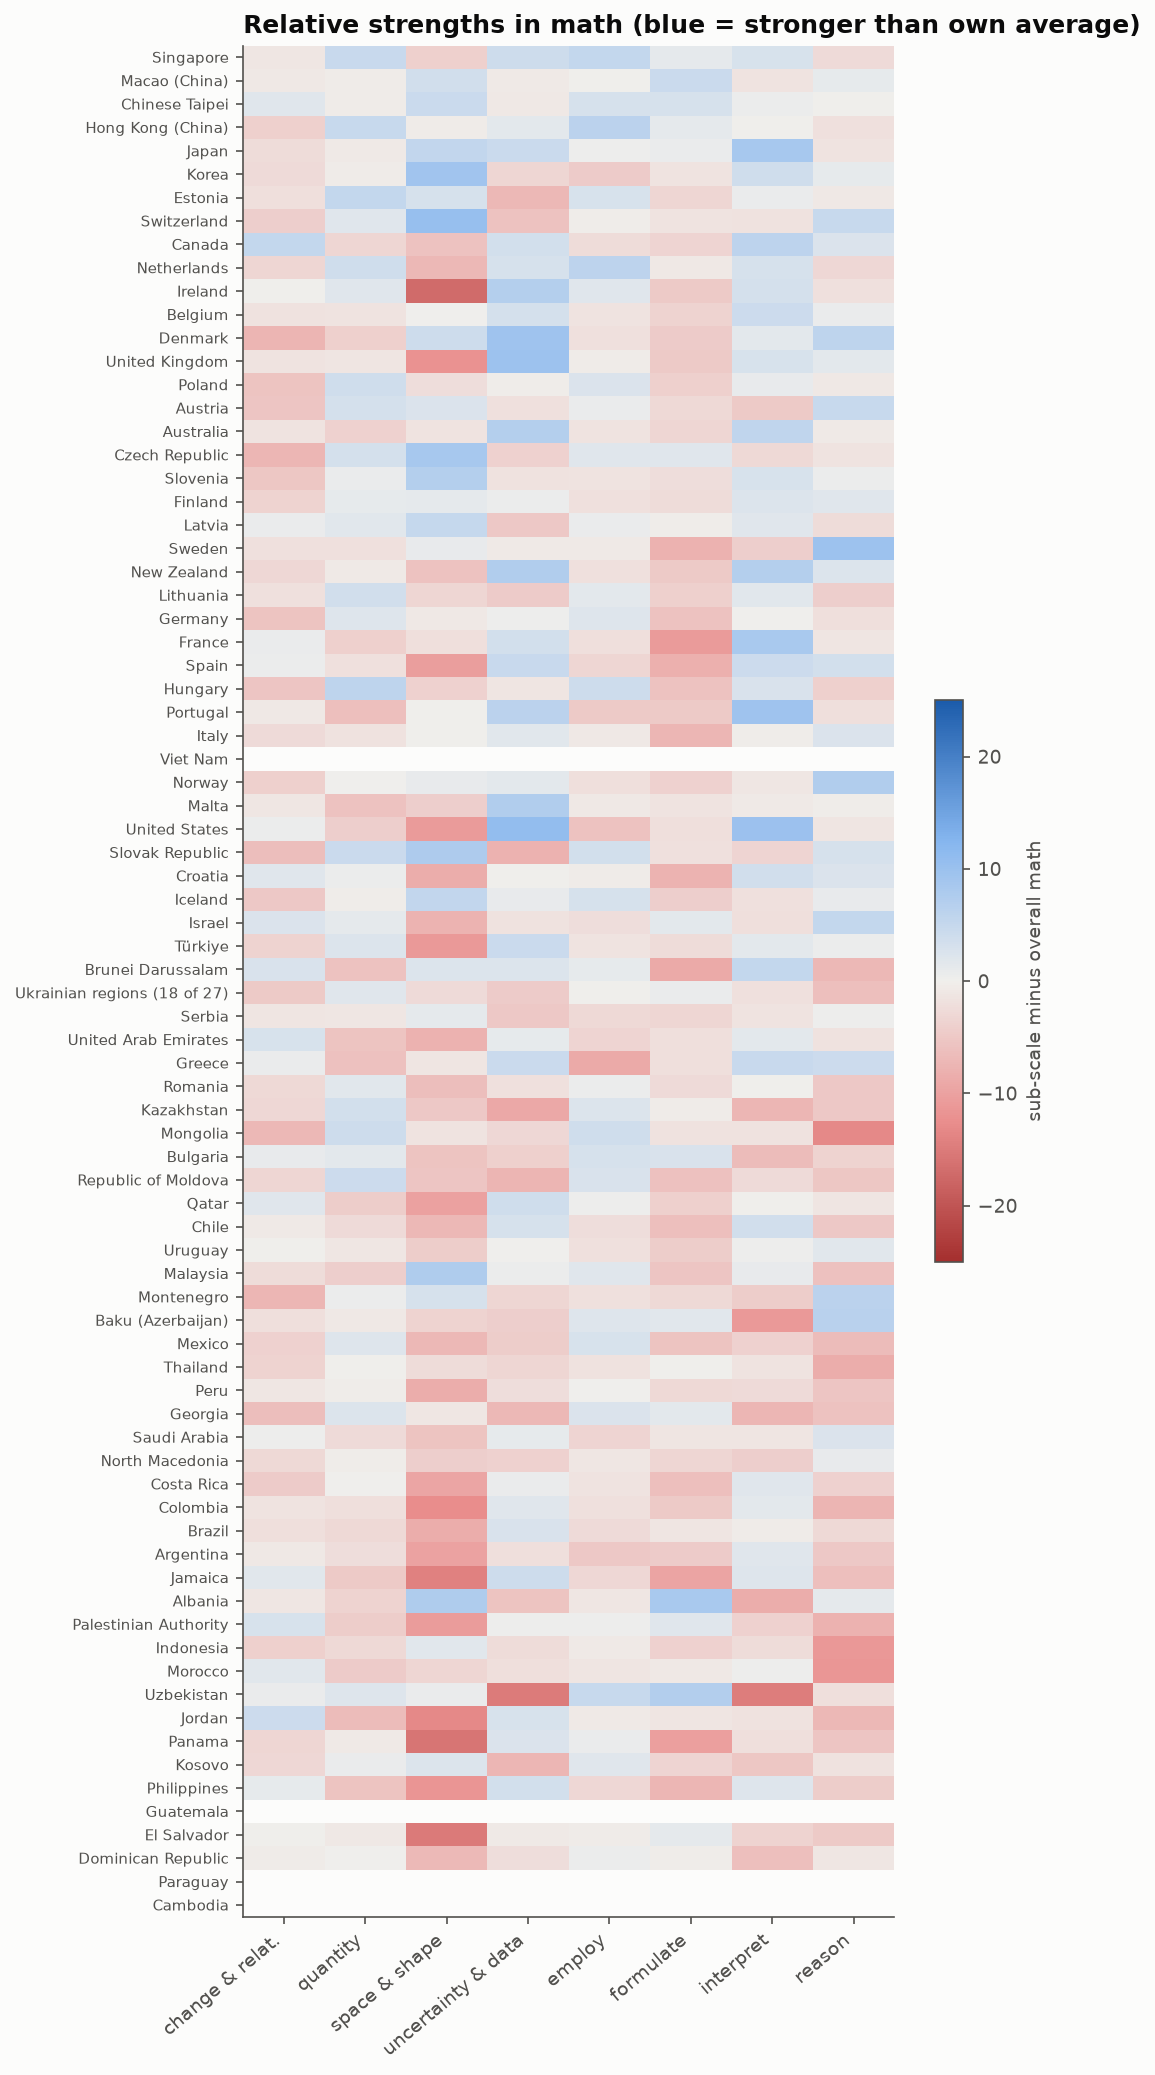 Relative strengths in math (blue = stronger than own average)
Singapore
Macao (China)
Chinese Taipei
Hong Kong (China)
Japan
Korea
Estonia
Switzerland
Canada
Netherlands
Ireland
Belgium
Denmark
United Kingdom
Poland
Austria
Australia
Czech Republic
Slovenia
Finland
Latvia
Sweden
New Zealand
Lithuania
Germany
France
Spain
Hungary
Portugal
Italy
Viet Nam
Norway
Malta
United States
Slovak Republic
Croatia
Iceland
Israel
Türkiye
Brunei Darussalam
Ukrainian regions (18 of 27)
Serbia
United Arab Emirates
Greece
Romania
Kazakhstan
Mongolia
Bulgaria
Republic of Moldova
Qatar
Chile
Uruguay
Malaysia
Montenegro
Baku (Azerbaijan)
Mexico
Thailand
Peru
Georgia
Saudi Arabia
North Macedonia
Costa Rica
Colombia
Brazil
Argentina
Jamaica
Albania
Palestinian Authority
Indonesia
Morocco
Uzbekistan
Jordan
Panama
Kosovo
Philippines
Guatemala
El Salvador
Dominican Republic
Paraguay
Cambodia
change & relat.
quantity
space & shape
uncertainty & data
employ
formulate
interpret
reason
20
10
0
−10
−20
sub-scale minus overall math